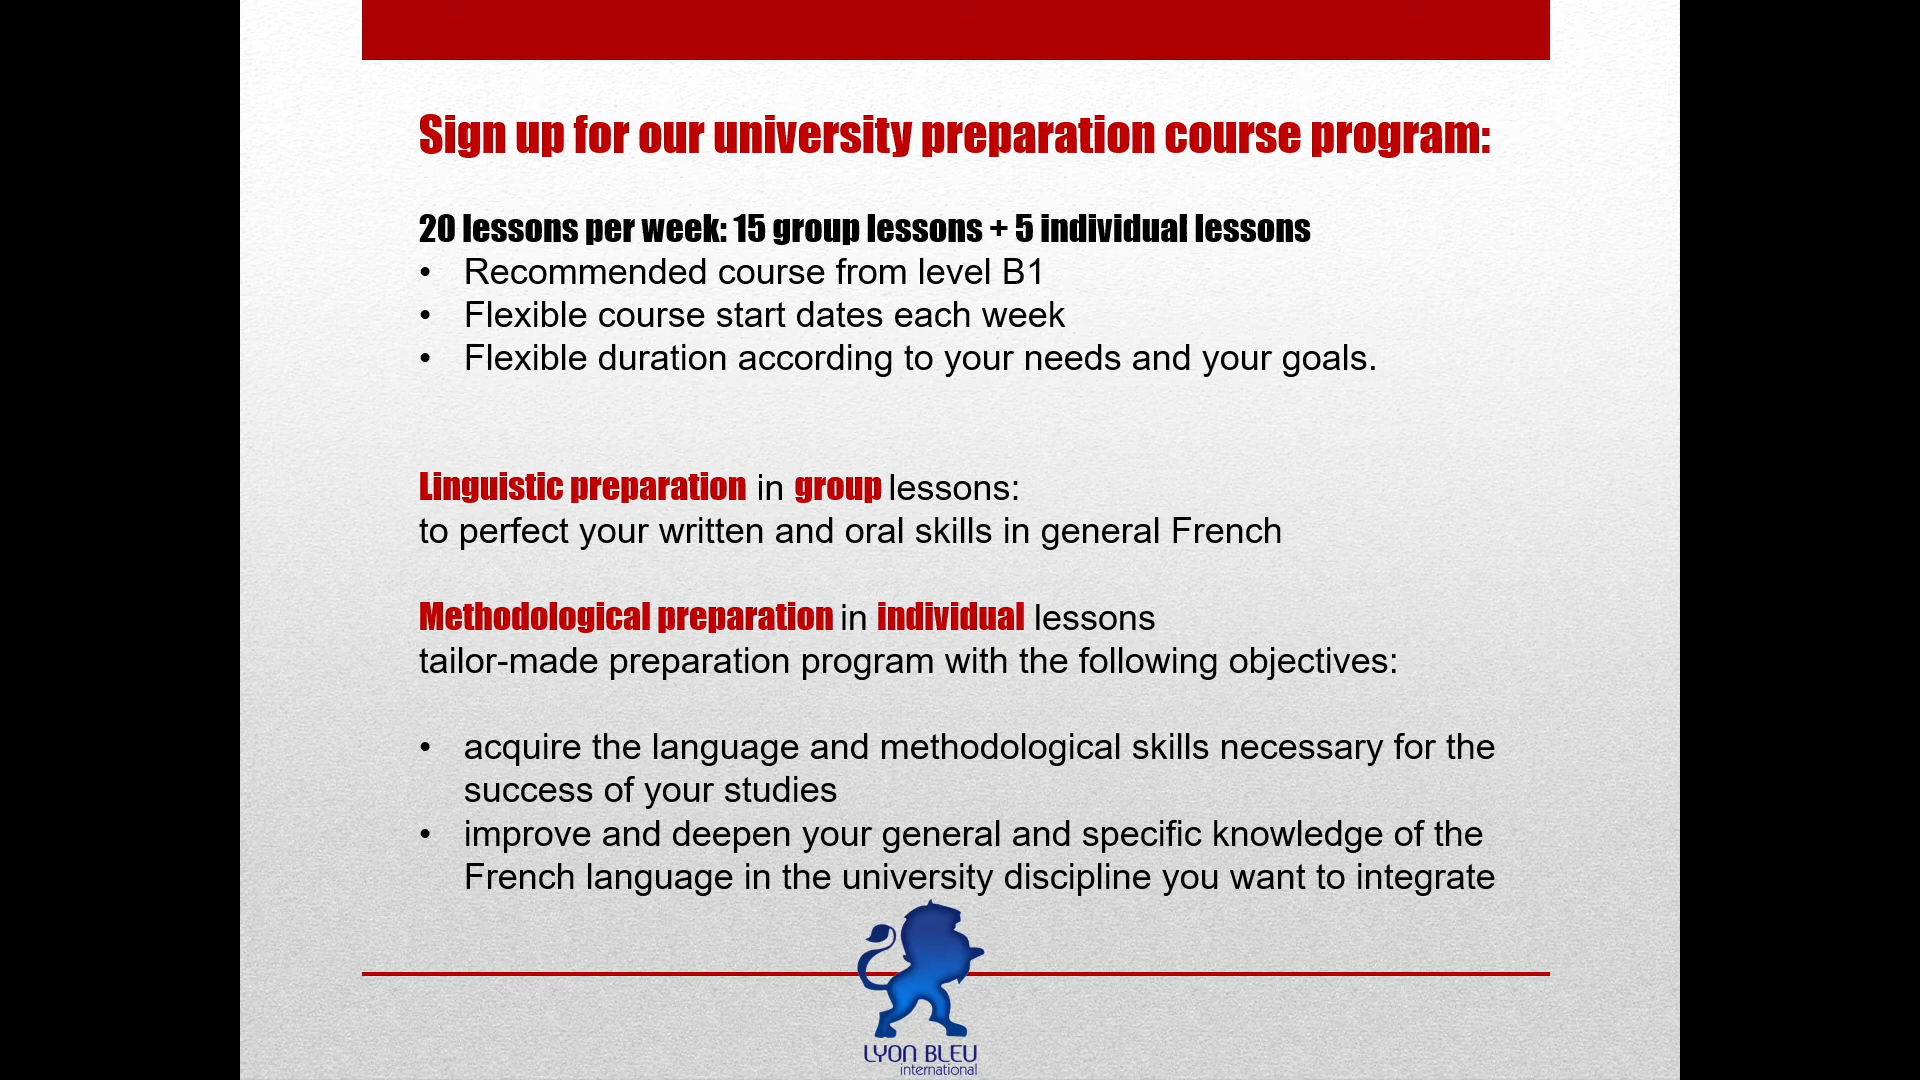 Sign up for our university preparation course program:
20 lessons per week: 15 group lessons + 5 individual lessons
• Recommended course from level B1
• Flexible course start dates each week
• Flexible duration according to your needs and your goals.
Linguistic preparation in group lessons:
to perfect your written and oral skills in general French
Methodological preparation in individual lessons
tailor-made preparation program with the following objectives:
• acquire the language and methodological skills necessary for the
success of your studies
• improve and deepen your general and specific knowledge of the
French language in the university discipline you want to integrate
LYON BLEU
international